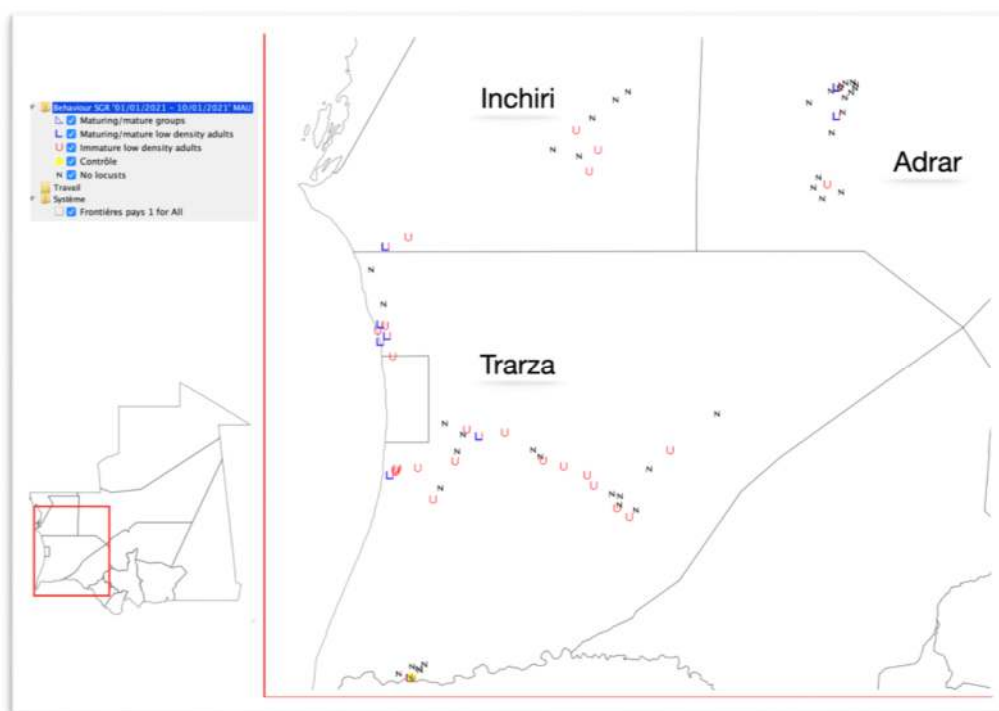 Behaviour SGR '01/01/2021 - 10/01/2021' MAU
Maturing/mature groups
Maturing/mature low density adults
Immature low density adults
Contrôle
No locusts
Travail
Système
Frontières pays 1 for All
Inchiri
Adrar
Trarza